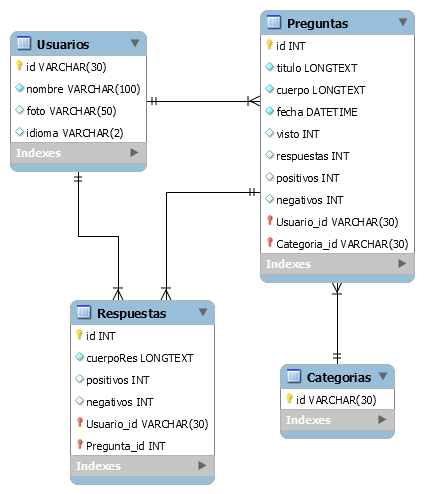 Usuarios
id VARCHAR(30)
nombre VARCHAR(100)
foto VARCHAR(50)
idioma VARCHAR(2)
Indexes
Preguntas
id INT
titulo LONGTEXT
cuerpo LONGTEXT
fecha DATETIME
visto INT
respuestas INT
positivos INT
negativos INT
Usuario_id VARCHAR(30)
Categoria_id VARCHAR(30)
Indexes
Respuestas
id INT
cuerpoRes LONGTEXT
positivos INT
negativos INT
Usuario_id VARCHAR(30)
Pregunta_id INT
Indexes
Categorias
id VARCHAR(30)
Indexes